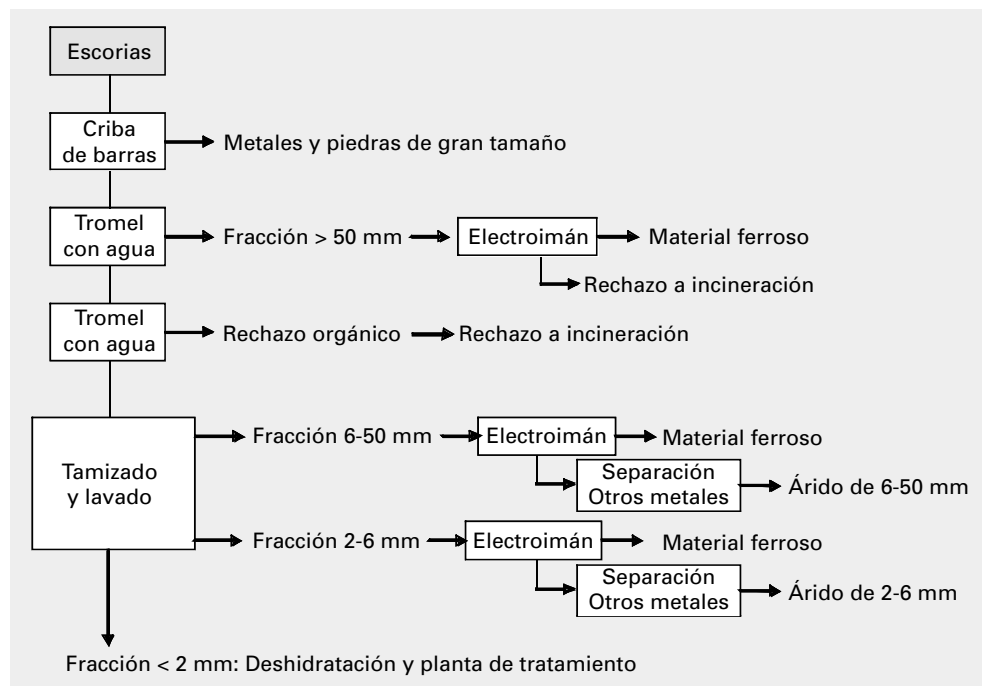 Escorias
Criba
de barras
Metales y piedras de gran tamaño
Tromel
con agua
Fracción > 50 mm
Electroimán
Material ferroso
Rechazo a incineración
Tromel
con agua
Rechazo orgánico
Rechazo a incineración
Tamizado
y lavado
Fracción 6-50 mm
Electroimán
Material ferroso
Separación
Otros metales
Árido de 6-50 mm
Fracción 2-6 mm
Electroimán
Material ferroso
Separación
Otros metales
Árido de 2-6 mm
Fracción < 2 mm: Deshidratación y planta de tratamiento